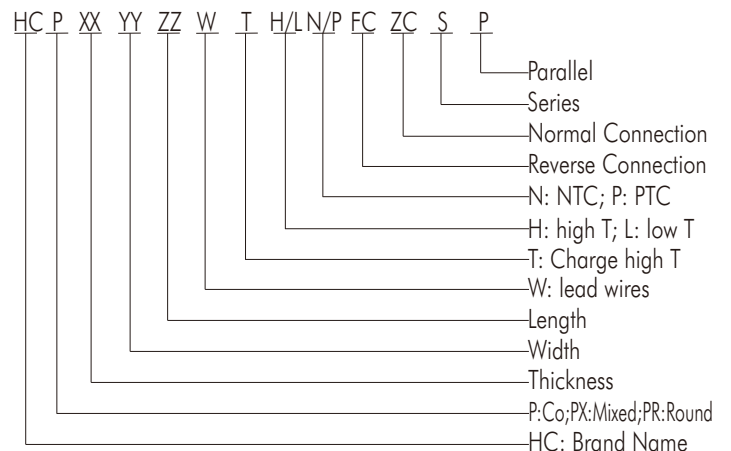 HC P XX YY ZZ W T H/L N/P FC ZC S P
Parallel
Series
Normal Connection
Reverse Connection
N: NTC; P: PTC
H: high T; L: low T
T: Charge high T
W: lead wires
Length
Width
Thickness
P:Co;PX:Mixed;PR:Round
HC: Brand Name